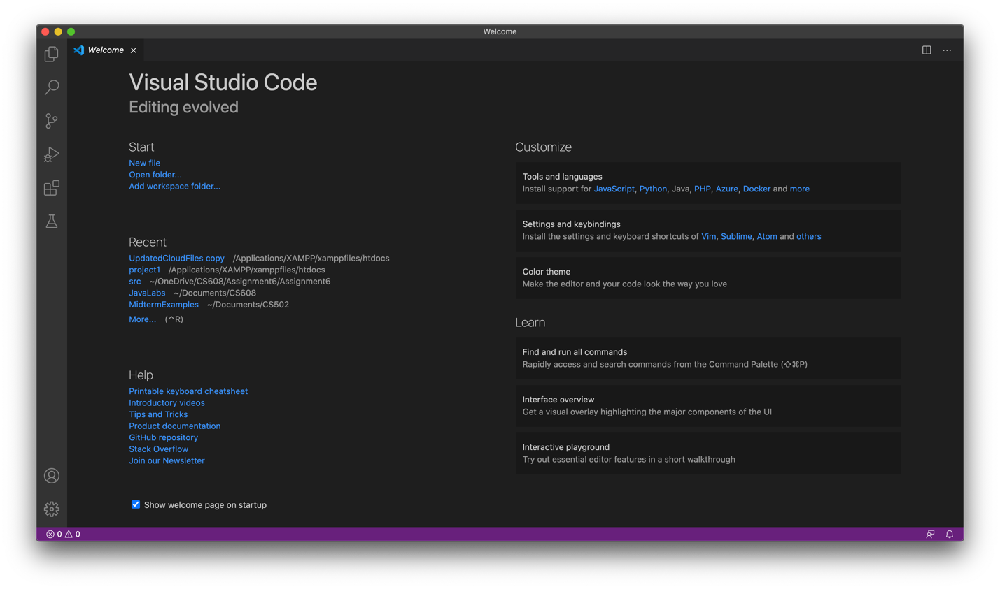 Welcome
Welcome
Visual Studio Code
Editing evolved
Start
New file
Open folder...
Add workspace folder...
Recent
UpdatedCloudFiles copy /Applications/XAMPP/xamppfiles/htdocs
project1 /Applications/XAMPP/xamppfiles/htdocs
src ~/OneDrive/CS608/Assignment6/Assignment6
JavaLabs ~/Documents/CS608
MidtermExamples ~/Documents/CS502
More... (^R)
Help
Printable keyboard cheatsheet
Introductory videos
Tips and Tricks
Product documentation
GitHub repository
Stack Overflow
Join our Newsletter
Show welcome page on startup
Customize
Tools and languages
Install support for JavaScript, Python, Java, PHP, Azure, Docker and more
Settings and keybindings
Install the settings and keyboard shortcuts of Vim, Sublime, Atom and others
Color theme
Make the editor and your code look the way you love
Learn
Find and run all commands
Rapidly access and search commands from the Command Palette (⇧⌘P)
Interface overview
Get a visual overlay highlighting the major components of the UI
Interactive playground
Try out essential editor features in a short walkthrough
0 0